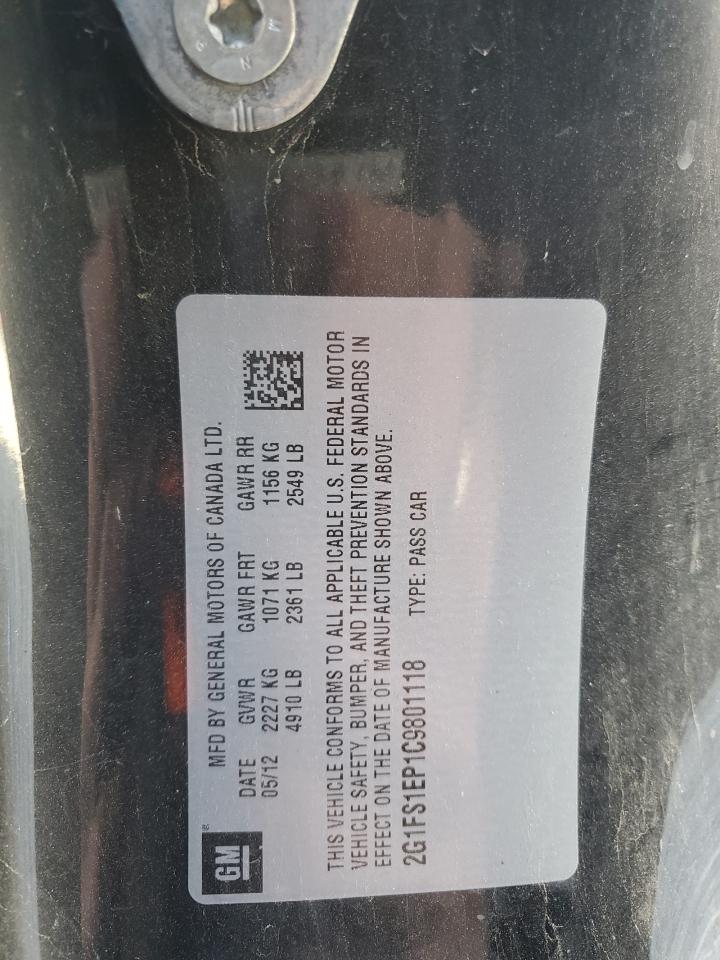 GM
MFD BY GENERAL MOTORS OF CANADA LTD.
DATE GVWR GAWR FRT GAWR RR
05/12 2227 KG 1071 KG 1156 KG
4910 LB 2361 LB 2549 LB
THIS VEHICLE CONFORMS TO ALL APPLICABLE U.S. FEDERAL MOTOR
VEHICLE SAFETY, BUMPER, AND THEFT PREVENTION STANDARDS IN
EFFECT ON THE DATE OF MANUFACTURE SHOWN ABOVE.
2G1FS1EP1C9801118 TYPE: PASS CAR